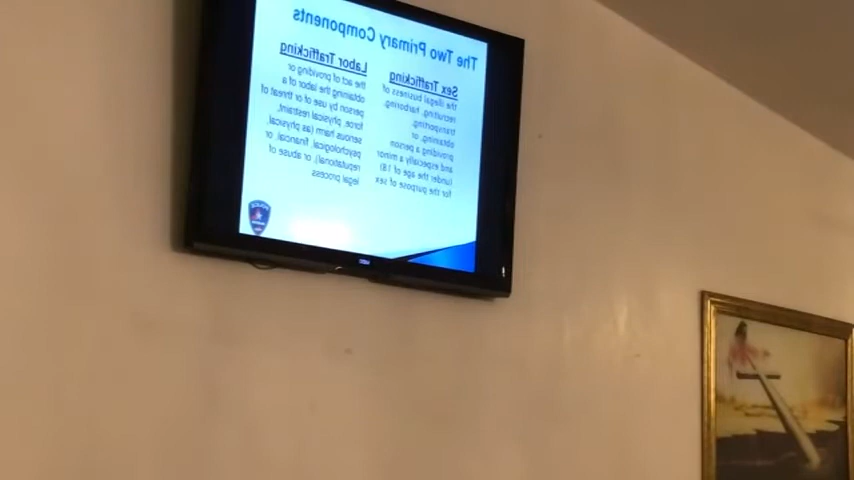 The Two Primary Components
Sex Trafficking
the illegal business of
recruiting, harboring,
transporting,
obtaining, or
providing a person
and especially a minor
(under the age of 18)
for the purpose of sex
Labor Trafficking
the act of providing or
obtaining the labor of a
person by use of or threat of
force, physical restraint,
serious harm (as physical,
psychological, financial, or
reputational), or abuse of
legal process
POLICE